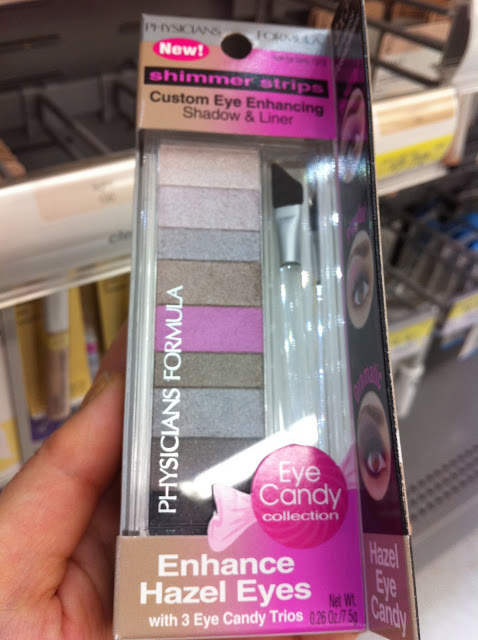 PHYSICIANS FORMULA
New!
shimmer strips
Custom Eye Enhancing
Shadow & Liner
PHYSICIANS FORMULA
Eye
Candy
collection
Enhance
Hazel Eyes
with 3 Eye Candy Trios
Net Wt.
0.26 Oz./7.5g
Dramatic
Hazel
Eye
Candy